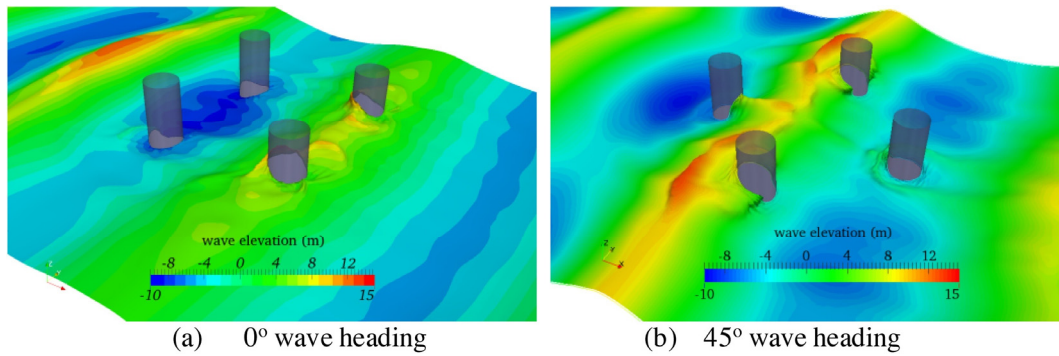 wave elevation (m)
-8 -4 0 4 8 12
-10 15
wave elevation (m)
-8 -4 0 4 8 12
-10 15
z
Y
X
(a) 0° wave heading
(b) 45° wave heading